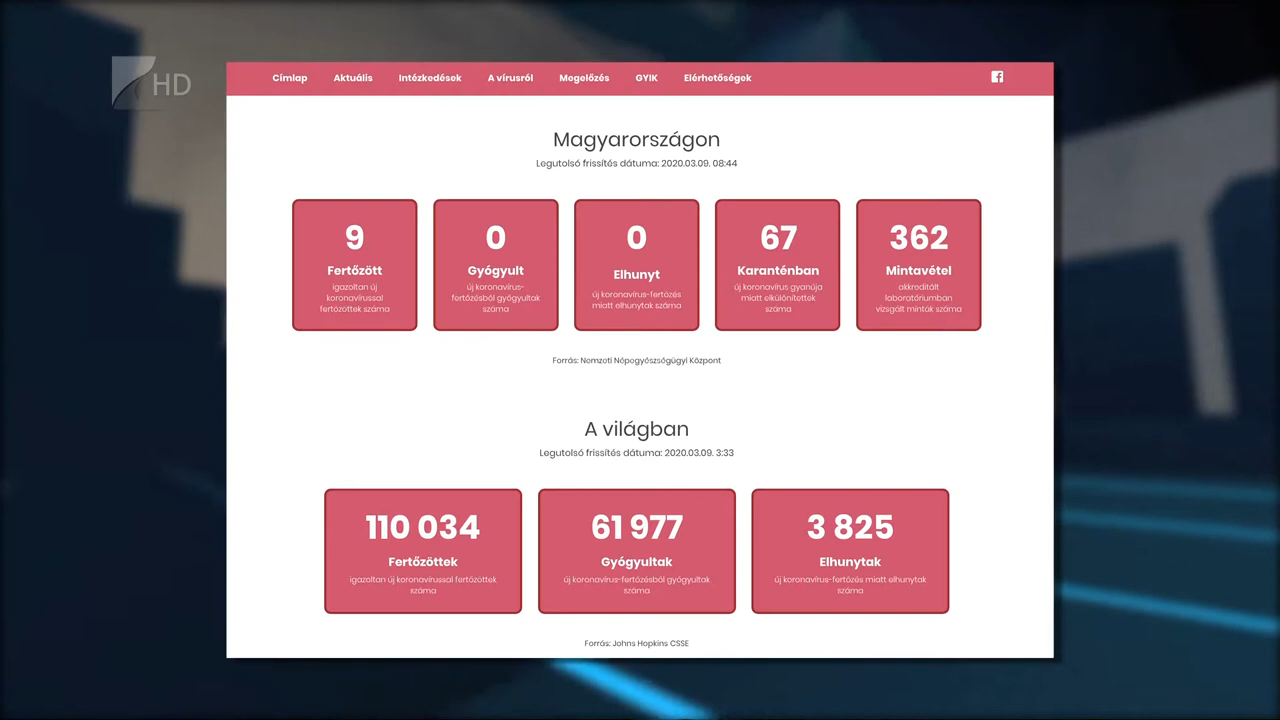 HD
Címlap Aktuális Intézkedések A vírusról Megelőzés GYIK Elérhetőségek
Magyarországon
Legutolsó frissítés dátuma: 2020.03.09. 08:44
9
Fertőzött
igazoltan új
koronavírussal
fertőzöttek száma
0
Gyógyult
új koronavírus-
fertőzésből gyógyultak
száma
0
Elhunyt
új koronavírus-fertőzés
miatt elhunytak száma
67
Karanténban
új koronavírus gyanúja
miatt elkülönítettek
száma
362
Mintavétel
akkreditált
laboratóriumban
vizsgált minták száma
Forrás: Nemzeti Népegészségügyi Központ
A világban
Legutolsó frissítés dátuma: 2020.03.09. 3:33
110 034
Fertőzöttek
igazoltan új koronavírussal fertőzöttek
száma
61 977
Gyógyultak
új koronavírus-fertőzésből gyógyultak
száma
3 825
Elhunytak
új koronavírus-fertőzés miatt elhunytak
száma
Forrás: Johns Hopkins CSSE